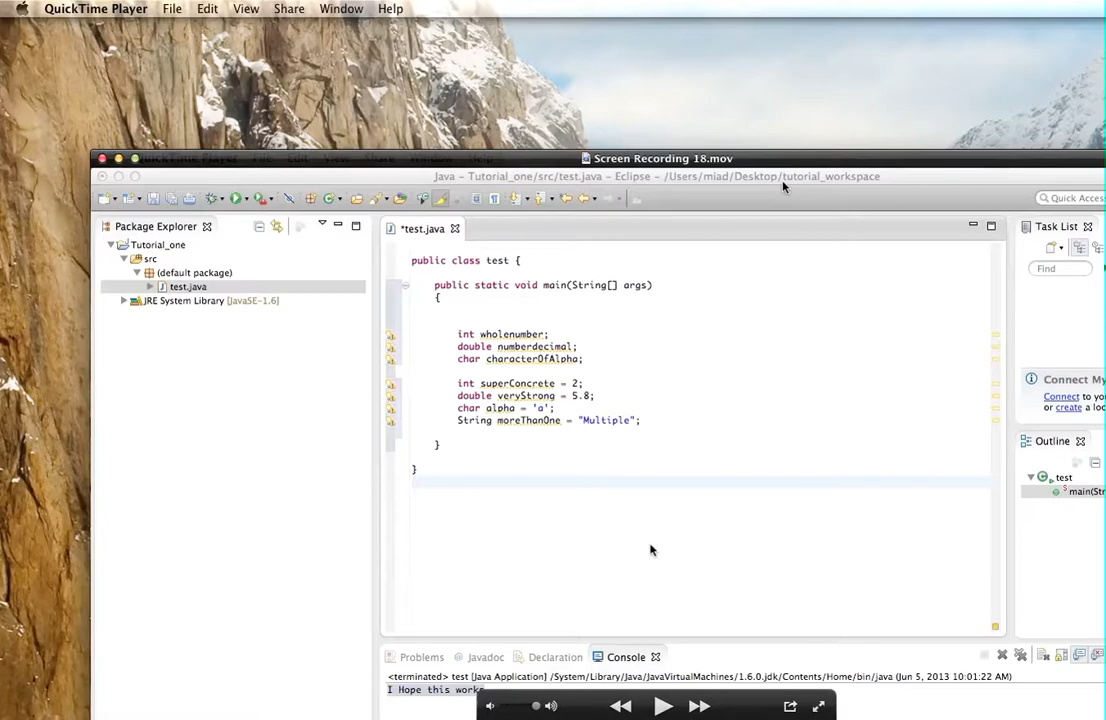 QuickTime Player File Edit View Share Window Help
Screen Recording 18.mov
Java – Tutorial_one/src/test.java – Eclipse – /Users/miad/Desktop/tutorial_workspace
Quick Acces
Package Explorer
*test.java
Task List
Tutorial_one
src
(default package)
test.java
JRE System Library [JavaSE-1.6]
Find
public class test {
public static void main(String[] args)
{
int wholenumber;
double numberdecimal;
char characterOfAlpha;
int superConcrete = 2;
double veryStrong = 5.8;
char alpha = 'a';
String moreThanOne = "Multiple";
}
}
Connect My
Connect to yo
or create a loc
Outline
test
main(Str
Problems Javadoc Declaration Console
<terminated> test [Java Application] /System/Library/Java/JavaVirtualMachines/1.6.0.jdk/Contents/Home/bin/java (Jun 5, 2013 10:01:22 AM)
I Hope this works